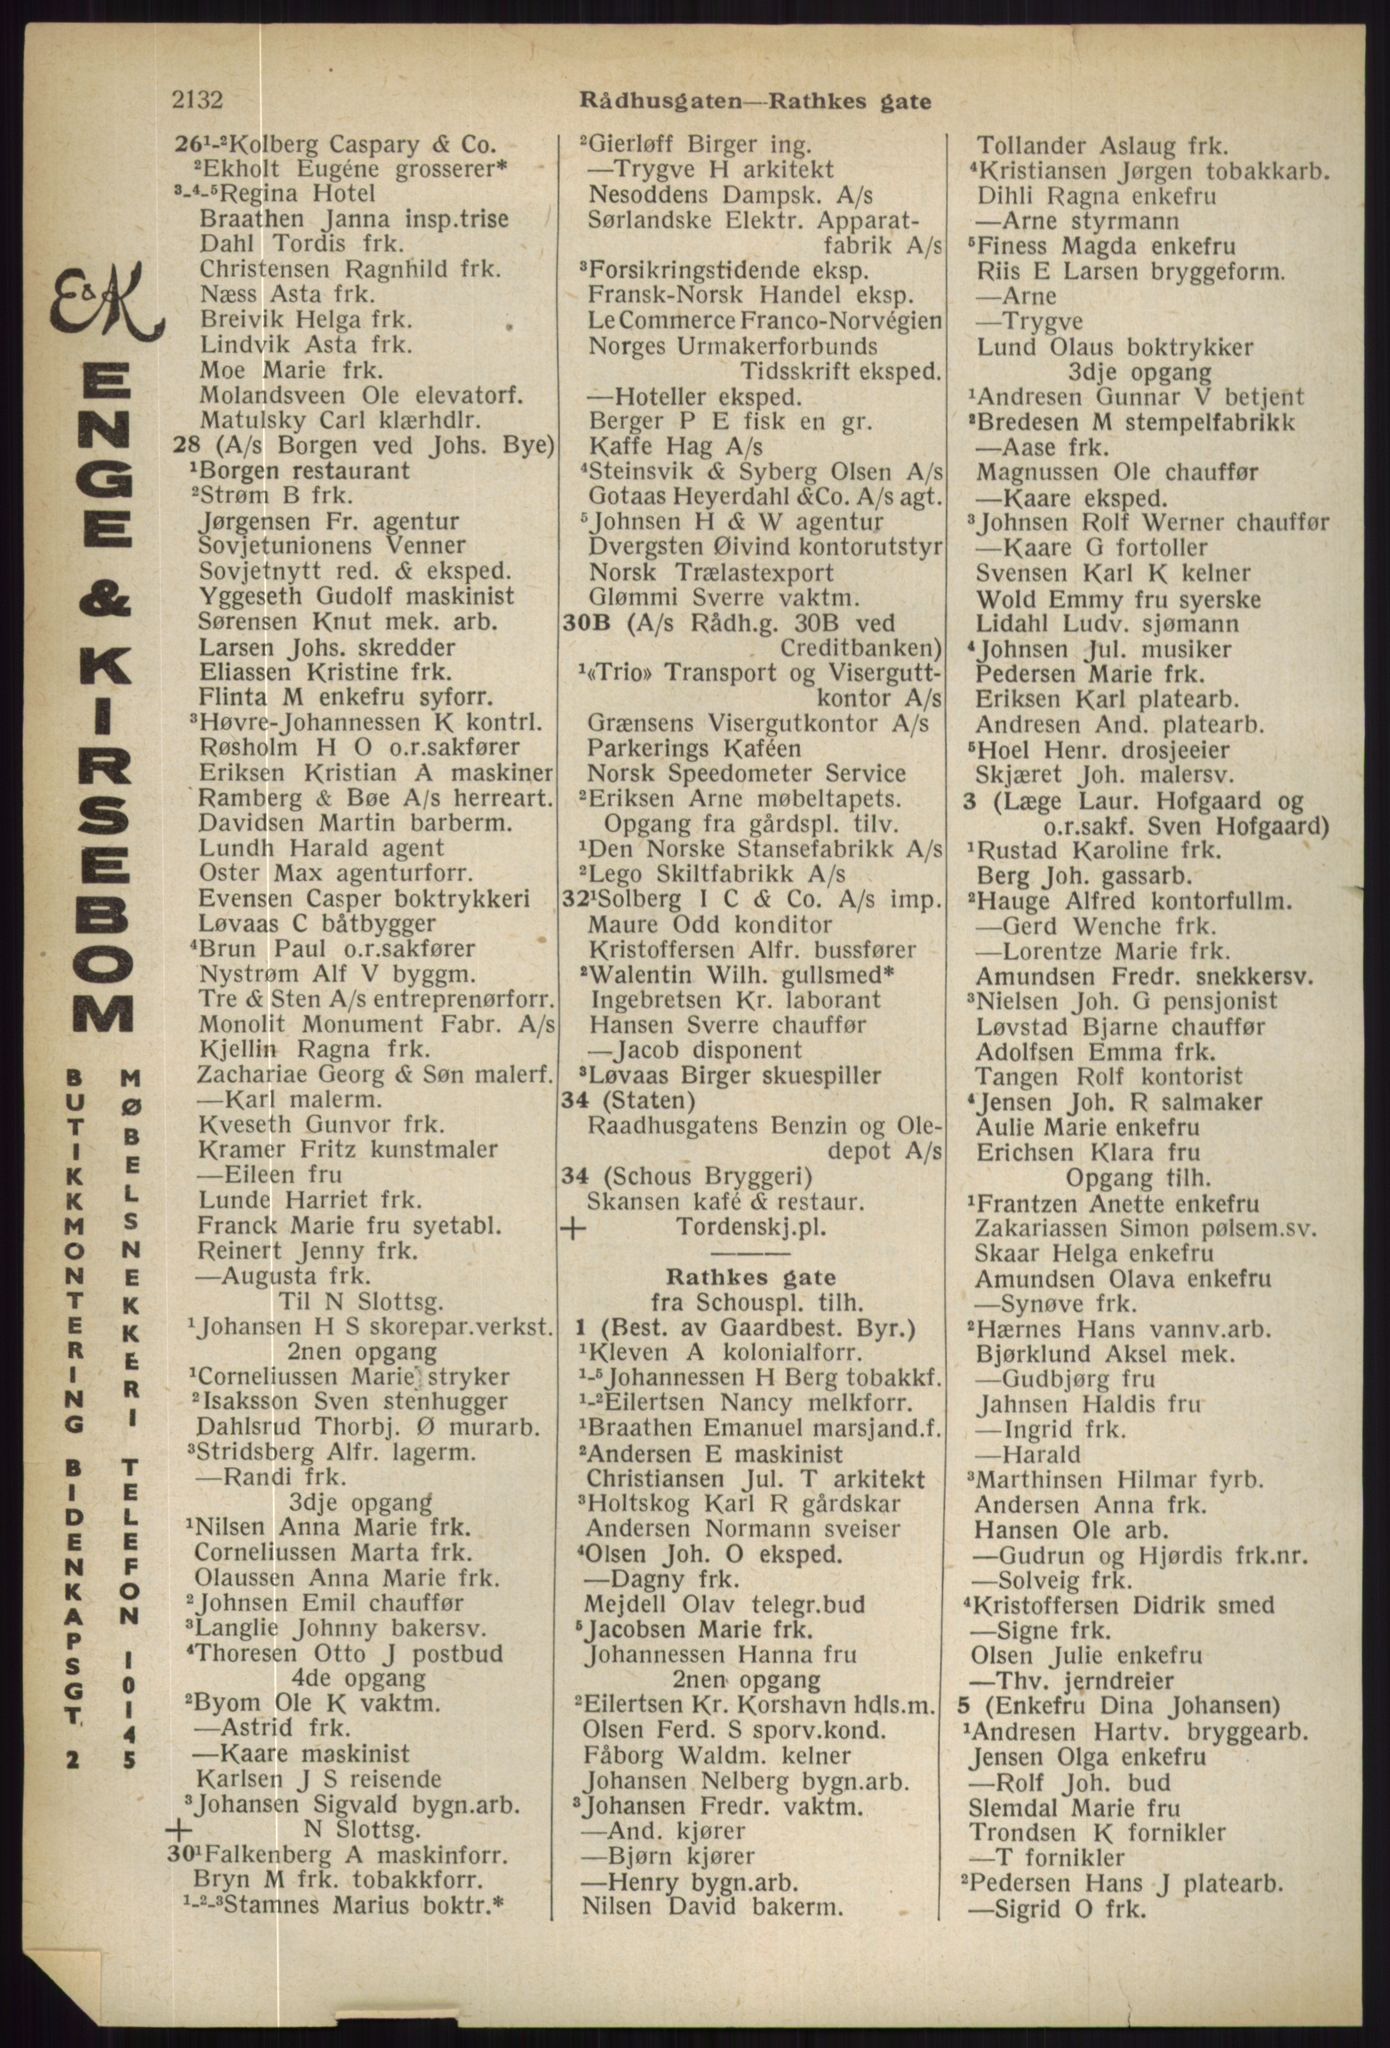 2132
Rådhusgaten—Rathkes gate
E&K
ENGE & KIRSEBOM
BUTIKKMONTERING BIDENKAPSGT. 2
MØBELSNEKKERI TELEFON 10145
26¹-²Kolberg Caspary & Co.
²Ekholt Eugéne grosserer*
³-⁴-⁵Regina Hotel
Braathen Janna insp.trise
Dahl Tordis frk.
Christensen Ragnhild frk.
Næss Asta frk.
Breivik Helga frk.
Lindvik Asta frk.
Moe Marie frk.
Molandsveen Ole elevatorf.
Matulsky Carl klærhdlr.
28 (A/s Borgen ved Johs. Bye)
¹Borgen restaurant
²Strøm B frk.
Jørgensen Fr. agentur
Sovjetunionens Venner
Sovjetnytt red. & eksped.
Yggeseth Gudolf maskinist
Sørensen Knut mek. arb.
Larsen Johs. skredder
Eliassen Kristine frk.
Flinta M enkefru syforr.
³Høvre-Johannessen K kontrl.
Røsholm H O o.r.sakfører
Eriksen Kristian A maskiner
Ramberg & Bøe A/s herreart.
Davidsen Martin barberm.
Lundh Harald agent
Oster Max agenturforr.
Evensen Casper boktrykkeri
Løvaas C båtbygger
⁴Brun Paul o.r.sakfører
Nystrøm Alf V byggm.
Tre & Sten A/s entreprenørforr.
Monolit Monument Fabr. A/s
Kjellin Ragna frk.
Zachariae Georg & Søn malerf.
—Karl malerm.
Kveseth Gunvor frk.
Kramer Fritz kunstmaler
—Eileen fru
Lunde Harriet frk.
Franck Marie fru syetabl.
Reinert Jenny frk.
—Augusta frk.
Til N Slottsg.
¹Johansen H S skorepar.verkst.
2nen opgang
¹Corneliussen Marie stryker
²Isaksson Sven stenhugger
Dahlsrud Thorbj. Ø murarb.
³Stridsberg Alfr. lagerm.
—Randi frk.
3dje opgang
¹Nilsen Anna Marie frk.
Corneliussen Marta frk.
Olaussen Anna Marie frk.
²Johnsen Emil chauffør
³Langlie Johnny bakersv.
⁴Thoresen Otto J postbud
4de opgang
²Byom Ole K vaktm.
—Astrid frk.
—Kaare maskinist
Karlsen J S reisende
³Johansen Sigvald bygn.arb.
+ N Slottsg.
30¹Falkenberg A maskinforr.
Bryn M frk. tobakkforr.
¹-²-³Stamnes Marius boktr.*
²Gierløff Birger ing.
—Trygve H arkitekt
Nesoddens Dampsk. A/s
Sørlandske Elektr. Apparat-
fabrik A/s
³Forsikringstidende eksp.
Fransk-Norsk Handel eksp.
Le Commerce Franco-Norvégien
Norges Urmakerforbunds
Tidsskrift eksped.
—Hoteller eksped.
Berger P E fisk en gr.
Kaffe Hag A/s
⁴Steinsvik & Syberg Olsen A/s
Gotaas Heyerdahl &Co. A/s agt.
⁵Johnsen H & W agentur
Dvergsten Øivind kontorutstyr
Norsk Trælastexport
Glømmi Sverre vaktm.
30B (A/s Rådh.g. 30B ved
Creditbanken)
¹«Trio» Transport og Visergutt-
kontor A/s
Grænsens Visergutkontor A/s
Parkerings Kaféen
Norsk Speedometer Service
²Eriksen Arne møbeltapets.
Opgang fra gårdspl. tilv.
¹Den Norske Stansefabrikk A/s
²Lego Skiltfabrikk A/s
32¹Solberg I C & Co. A/s imp.
Maure Odd konditor
Kristoffersen Alfr. bussfører
²Walentin Wilh. gullsmed*
Ingebretsen Kr. laborant
Hansen Sverre chauffør
—Jacob disponent
³Løvaas Birger skuespiller
34 (Staten)
Raadhusgatens Benzin og Ole-
depot A/s
34 (Schous Bryggeri)
Skansen kafé & restaur.
+ Tordenskj.pl.
Rathkes gate
fra Schouspl. tilh.
1 (Best. av Gaardbest. Byr.)
¹Kleven A kolonialforr.
¹-⁵Johannessen H Berg tobakkf.
¹-²Eilertsen Nancy melkforr.
¹Braathen Emanuel marsjand.f.
²Andersen E maskinist
Christiansen Jul. T arkitekt
³Holtskog Karl R gårdskar
Andersen Normann sveiser
⁴Olsen Joh. O eksped.
—Dagny frk.
Mejdell Olav telegr.bud
⁵Jacobsen Marie frk.
Johannessen Hanna fru
2nen opgang
²Eilertsen Kr. Korshavn hdls.m.
Olsen Ferd. S sporv.kond.
Fåborg Waldm. kelner
Johansen Nelberg bygn.arb.
³Johansen Fredr. vaktm.
—And. kjører
—Bjørn kjører
—Henry bygn.arb.
Nilsen David bakerm.
Tollander Aslaug frk.
⁴Kristiansen Jørgen tobakkarb.
Dihli Ragna enkefru
—Arne styrmann
⁵Finess Magda enkefru
Riis E Larsen bryggeform.
—Arne
—Trygve
Lund Olaus boktrykker
3dje opgang
¹Andresen Gunnar V betjent
²Bredesen M stempelfabrikk
—Aase frk.
Magnussen Ole chauffør
—Kaare eksped.
³Johnsen Rolf Werner chauffør
—Kaare G fortoller
Svensen Karl K kelner
Wold Emmy fru syerske
Lidahl Ludv. sjømann
⁴Johnsen Jul. musiker
Pedersen Marie frk.
Eriksen Karl platearb.
Andresen And. platearb.
⁵Hoel Henr. drosjeeier
Skjæret Joh. malersv.
3 (Læge Laur. Hofgaard og
o.r.sakf. Sven Hofgaard)
¹Rustad Karoline frk.
Berg Joh. gassarb.
²Hauge Alfred kontorfullm.
—Gerd Wenche frk.
—Lorentze Marie frk.
Amundsen Fredr. snekkersv.
³Nielsen Joh. G pensjonist
Løvstad Bjarne chauffør
Adolfsen Emma frk.
Tangen Rolf kontorist
⁴Jensen Joh. R salmaker
Aulie Marie enkefru
Erichsen Klara fru
Opgang tilh.
¹Frantzen Anette enkefru
Zakariassen Simon pølsem.sv.
Skaar Helga enkefru
Amundsen Olava enkefru
—Synøve frk.
²Hærnes Hans vannv.arb.
Bjørklund Aksel mek.
—Gudbjørg fru
Jahnsen Haldis fru
—Ingrid frk.
—Harald
³Marthinsen Hilmar fyrb.
Andersen Anna frk.
Hansen Ole arb.
—Gudrun og Hjørdis frk.nr.
—Solveig frk.
⁴Kristoffersen Didrik smed
—Signe frk.
Olsen Julie enkefru
—Thv. jerndreier
5 (Enkefru Dina Johansen)
¹Andresen Hartv. bryggearb.
Jensen Olga enkefru
—Rolf Joh. bud
Slemdal Marie fru
Trondsen K fornikler
—T fornikler
²Pedersen Hans J platearb.
—Sigrid O frk.